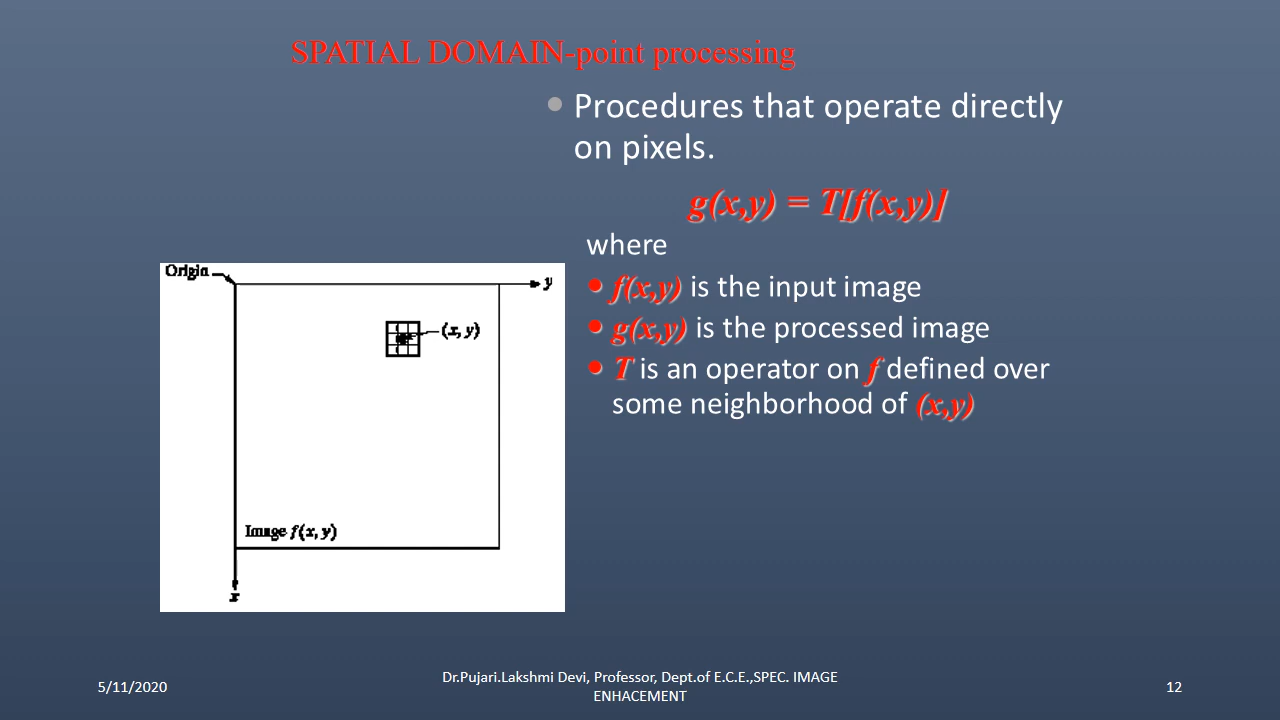 SPATIAL DOMAIN-point processing
Procedures that operate directly
on pixels.
g(x,y) = T[f(x,y)]
where
f(x,y) is the input image
g(x,y) is the processed image
T is an operator on f defined over
some neighborhood of (x,y)
Origin
y
(x, y)
Image f(x, y)
x
5/11/2020
Dr.Pujari.Lakshmi Devi, Professor, Dept.of E.C.E.,SPEC. IMAGE
ENHACEMENT
12